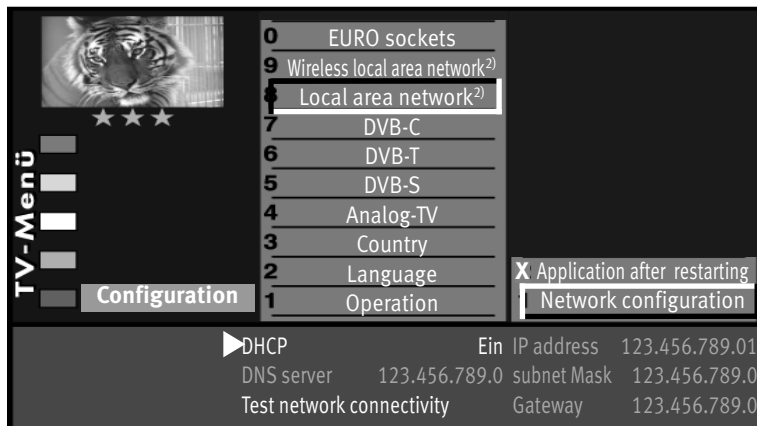 0 EURO sockets
9 Wireless local area network2)
8 Local area network2)
7 DVB-C
6 DVB-T
5 DVB-S
4 Analog-TV
3 Country
2 Language
1 Operation
TV-Menü
Configuration
X Application after restarting
1 Network configuration
DHCP Ein IP address 123.456.789.01
DNS server 123.456.789.0 subnet Mask 123.456.789.0
Test network connectivity Gateway 123.456.789.0